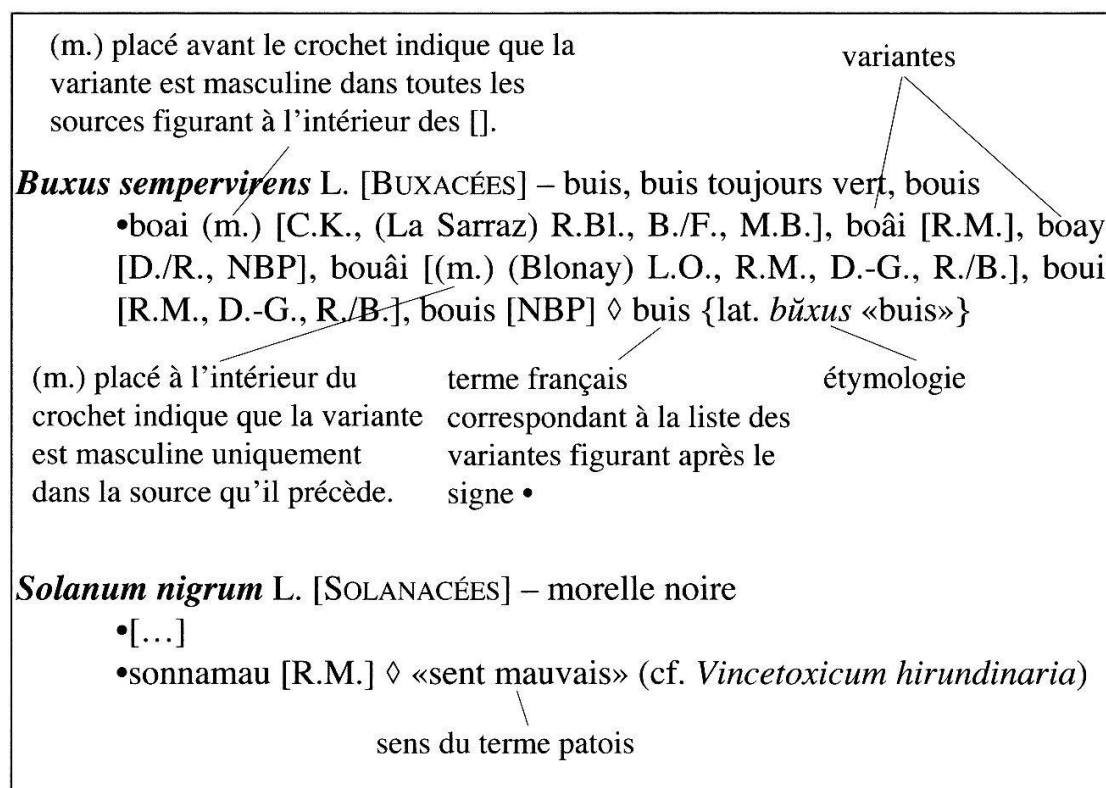 (m.) placé avant le crochet indique que la
variante est masculine dans toutes les
sources figurant à l’intérieur des [].
variantes
Buxus sempervirens L. [BUXACÉES] – buis, buis toujours vert, bouis
•boai (m.) [C.K., (La Sarraz) R.Bl., B./F., M.B.], boâi [R.M.], boay
[D./R., NBP], bouâi [(m.) (Blonay) L.O., R.M., D.-G., R./B.], boui
[R.M., D.-G., R./B.], bouis [NBP] ◊ buis {lat. bŭxus «buis»}
(m.) placé à l’intérieur du
crochet indique que la variante
est masculine uniquement
dans la source qu’il précède.
terme français
correspondant à la liste des
variantes figurant après le
signe •
étymologie
Solanum nigrum L. [SOLANACÉES] – morelle noire
•[…]
•sonnamau [R.M.] ◊ «sent mauvais» (cf. Vincetoxicum hirundinaria)
sens du terme patois